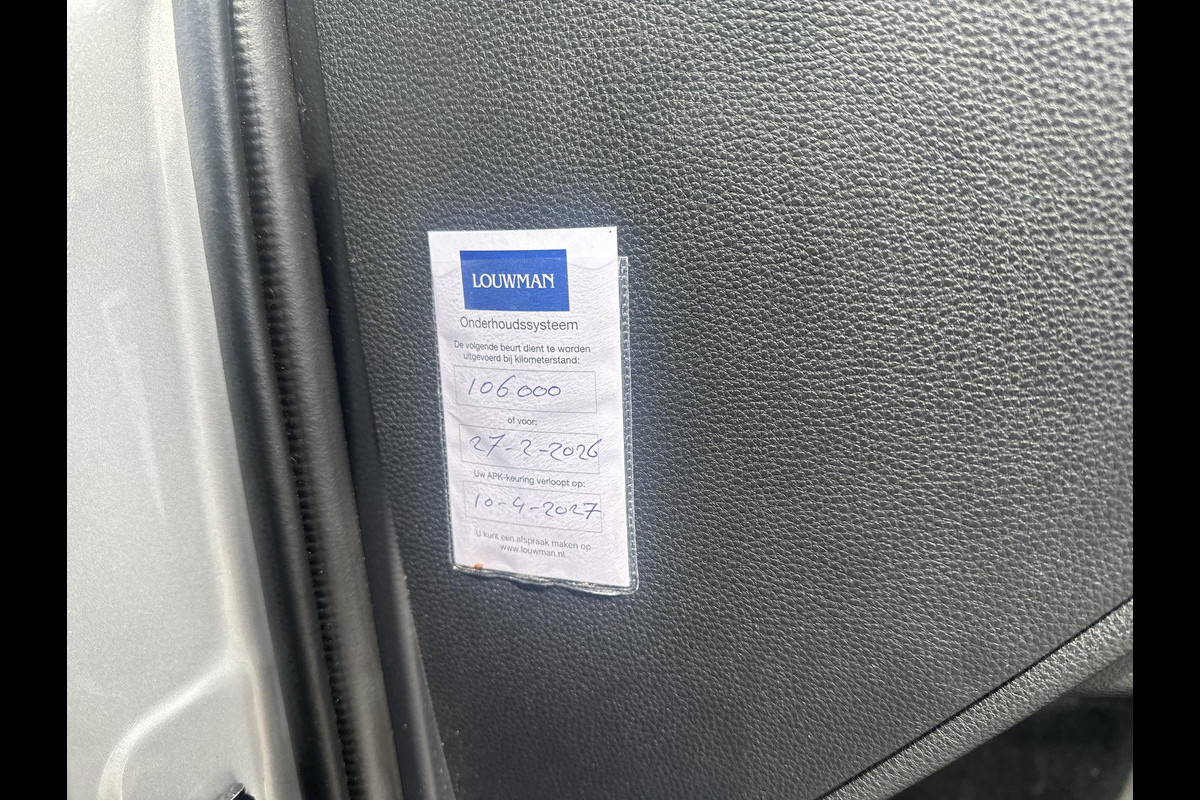 LOUWMAN
Onderhoudssysteem
De volgende beurt dient te worden
uitgevoerd bij kilometerstand:
106000
of voor:
27-2-2026
Uw APK-keuring verloopt op:
10-4-2027
U kunt een afspraak maken op
www.louwman.nl